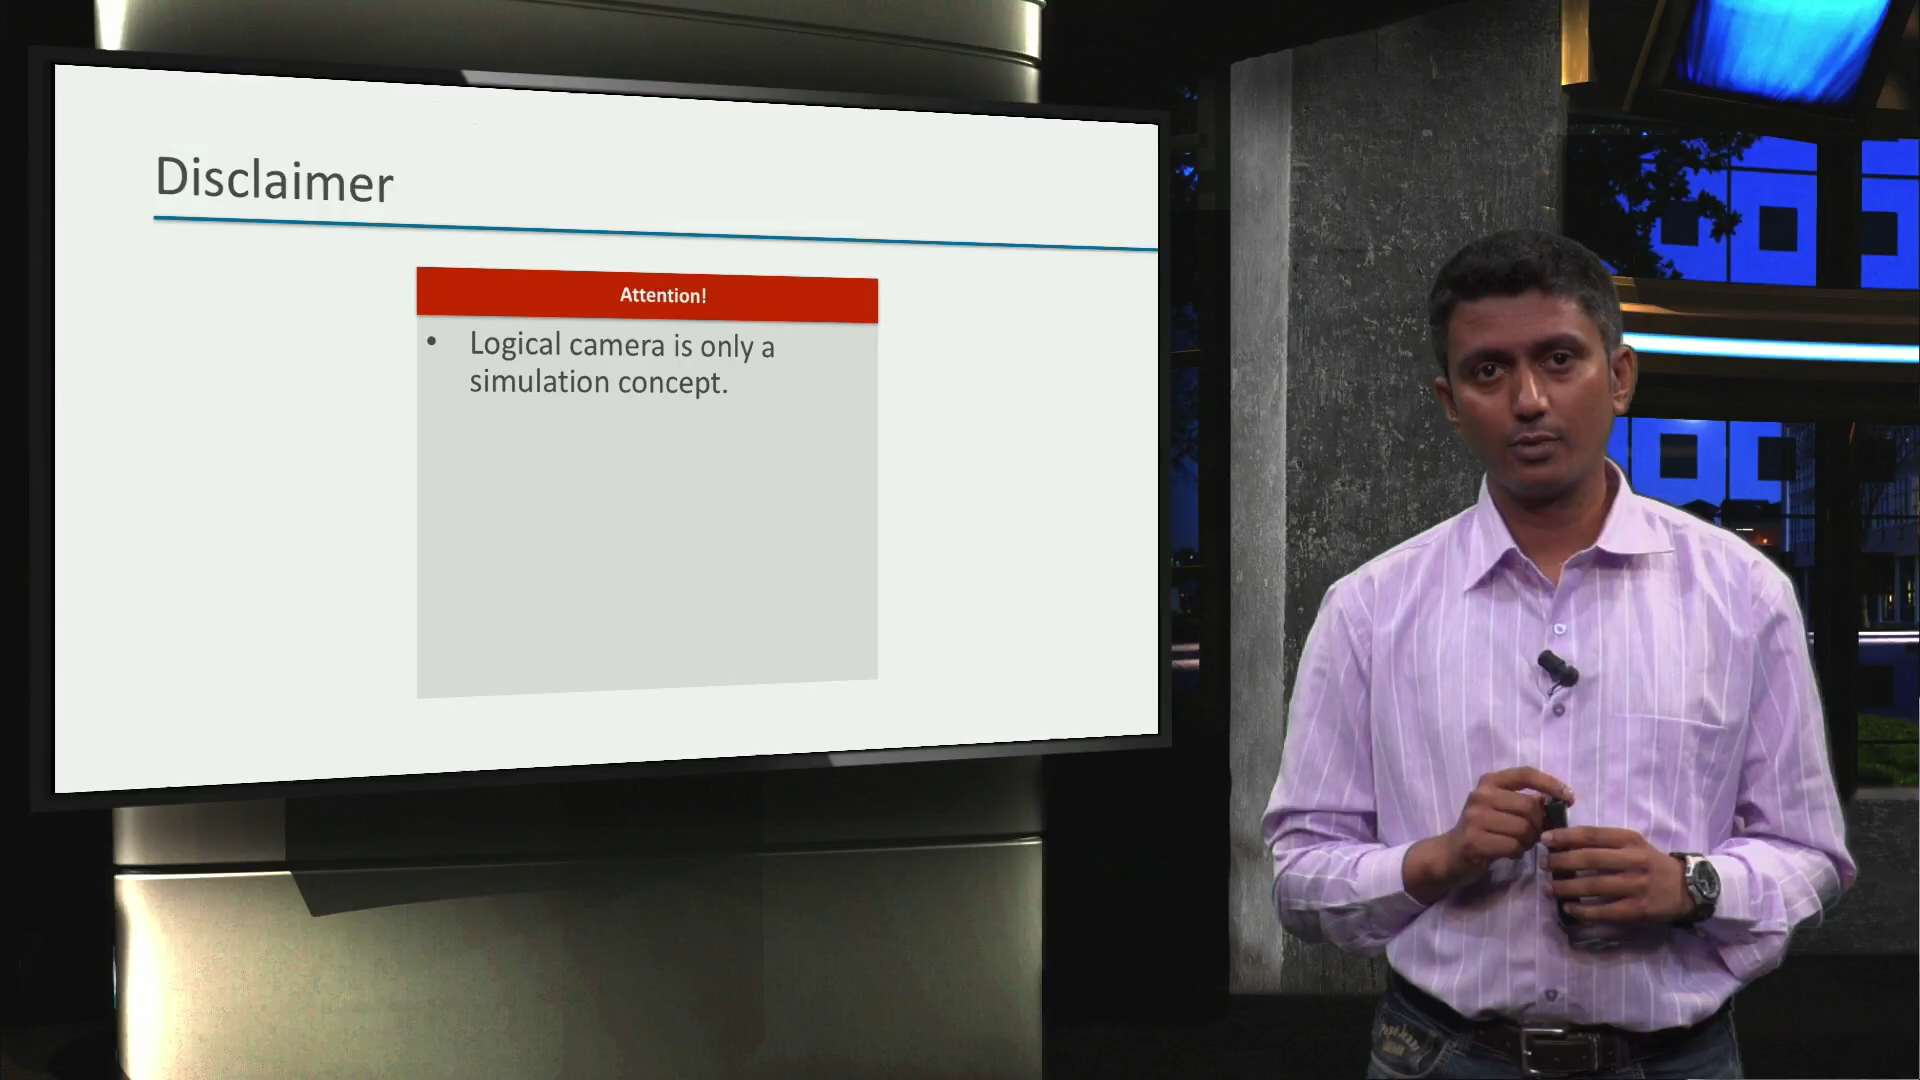 Disclaimer
Attention!
• Logical camera is only a
simulation concept.